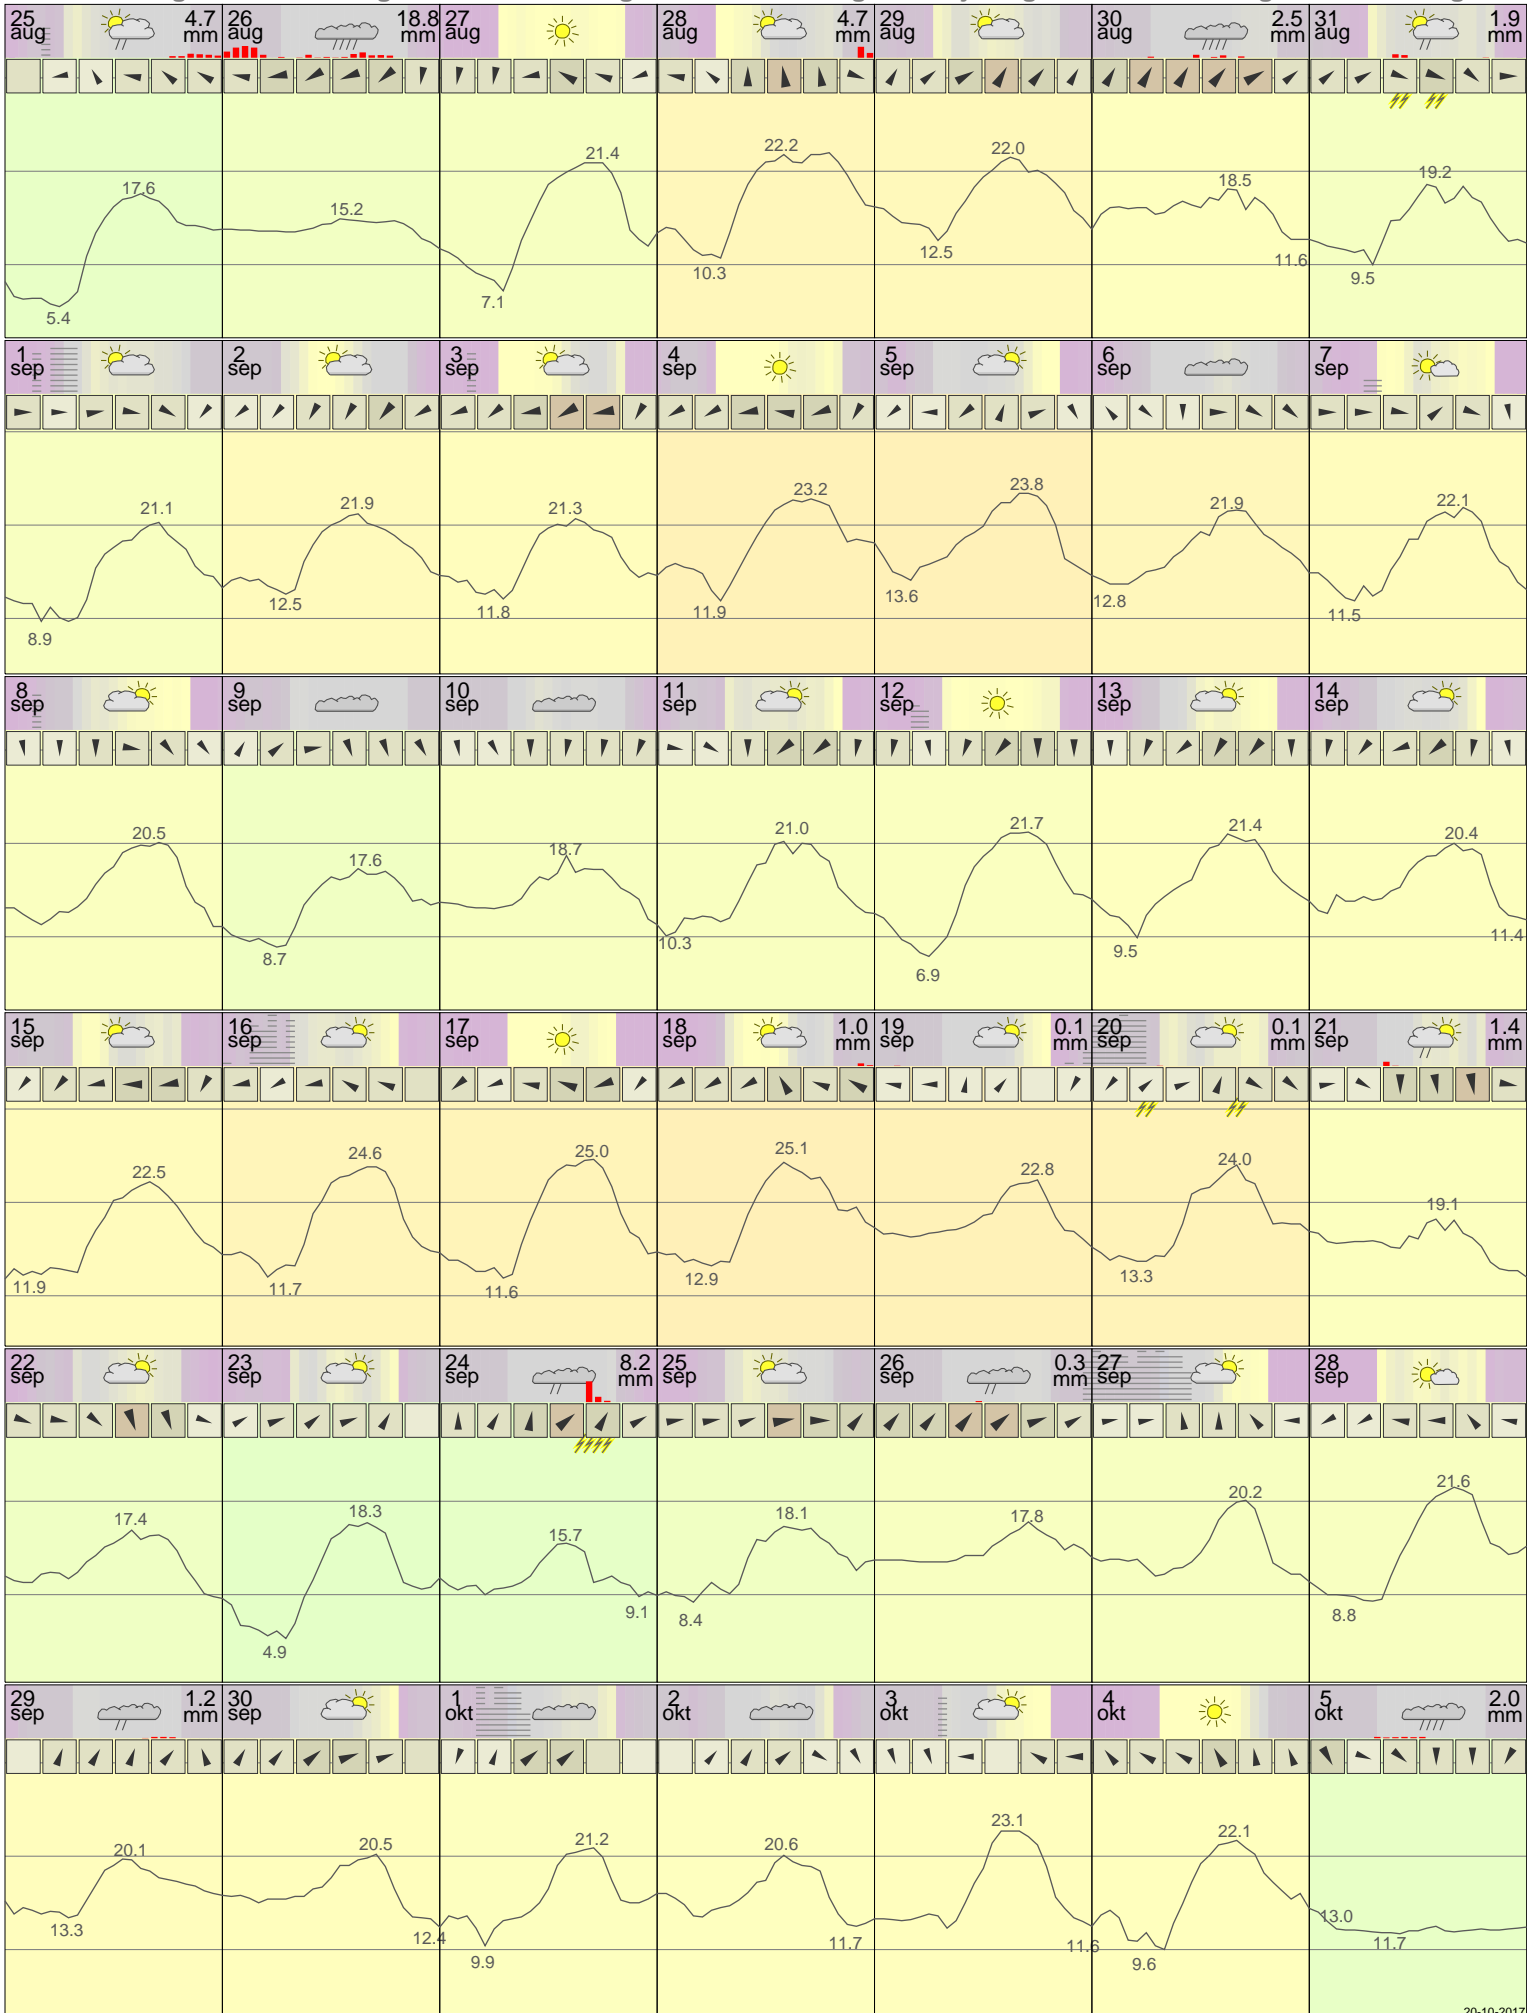 25 aug 4.7 mm 26 aug 18.8 mm 27 aug 28 aug 4.7 mm 29 aug 30 aug 2.5 mm 31 aug 1.9 mm
17.6 5.4 15.2 21.4 7.1 22.2 10.3 22.0 12.5 18.5 11.6 19.2 9.5
1 sep 2 sep 3 sep 4 sep 5 sep 6 sep 7 sep
21.1 8.9 21.9 12.5 21.3 11.8 23.2 11.9 23.8 13.6 21.9 12.8 22.1 11.5
8 sep 9 sep 10 sep 11 sep 12 sep 13 sep 14 sep
20.5 17.6 8.7 18.7 21.0 10.3 21.7 6.9 21.4 9.5 20.4 11.4
15 sep 16 sep 17 sep 18 sep 1.0 mm 19 sep 0.1 mm 20 sep 0.1 mm 21 sep 1.4 mm
22.5 11.9 24.6 11.7 25.0 11.6 25.1 12.9 22.8 24.0 13.3 19.1
22 sep 23 sep 24 sep 8.2 mm 25 sep 26 sep 0.3 mm 27 sep 28 sep
17.4 18.3 4.9 15.7 9.1 18.1 8.4 17.8 20.2 21.6 8.8
29 sep 1.2 mm 30 sep 1 okt 2 okt 3 okt 4 okt 5 okt 2.0 mm
20.1 13.3 20.5 12.4 21.2 9.9 20.6 11.7 23.1 11.6 22.1 9.6 13.0 11.7
20-10-2017